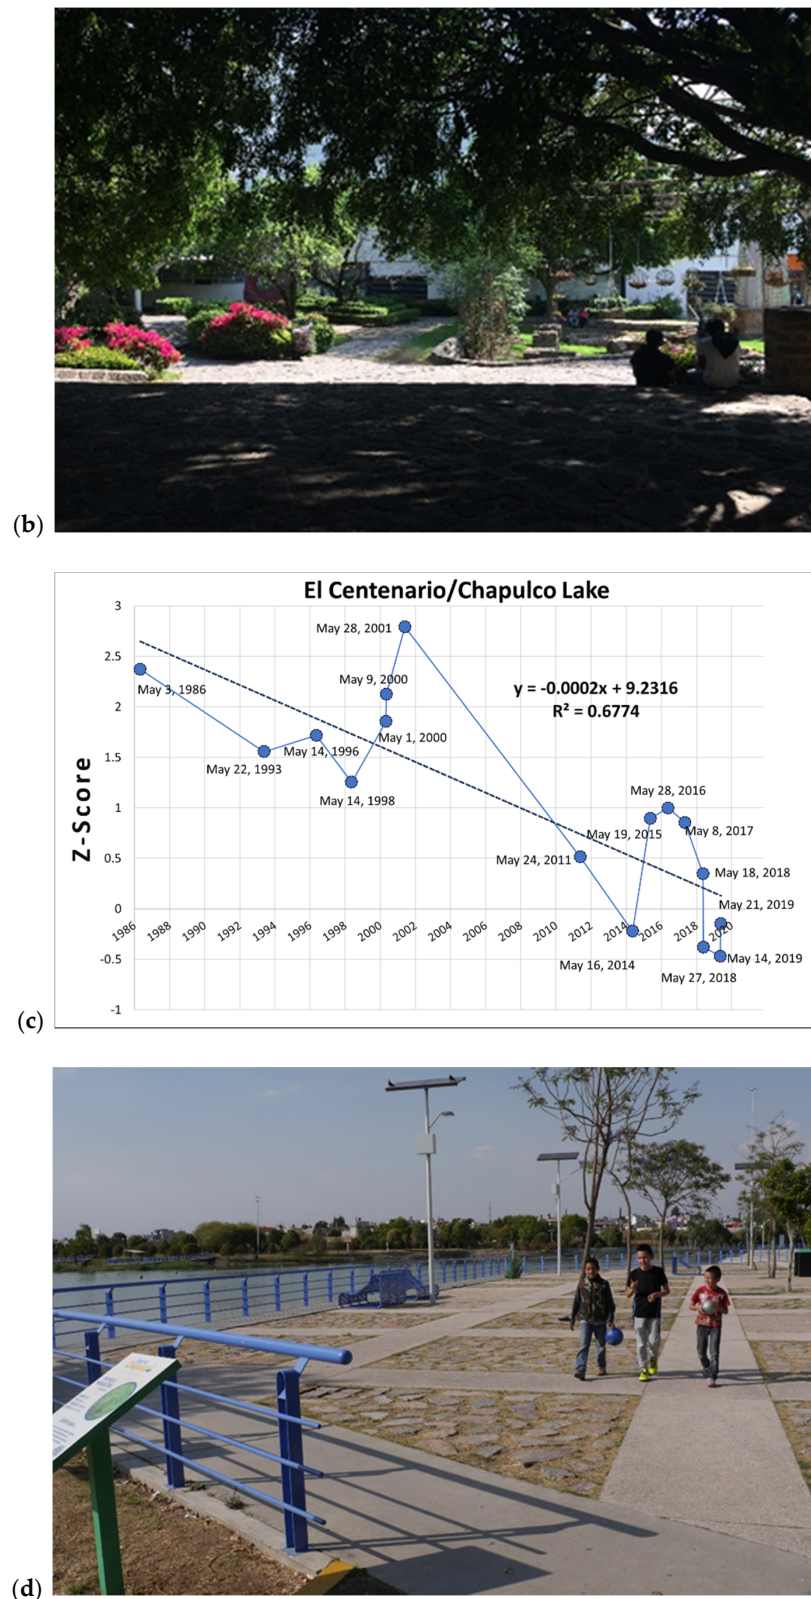 (b)
El Centenario/Chapulco Lake
3
2.5
2
1.5
1
0.5
0
-0.5
-1
Z-Score
May 28, 2001
May 9, 2000
y = -0.0002x + 9.2316
R² = 0.6774
May 3, 1986
May 1, 2000
May 14, 1996
May 22, 1993
May 14, 1998
May 28, 2016
May 19, 2015
May 8, 2017
May 24, 2011
May 18, 2018
May 21, 2019
1986 1988 1990 1992 1994 1996 1998 2000 2002 2004 2006 2008 2010 2012 2014 2016 2018 2020
May 16, 2014
May 14, 2019
May 27, 2018
(c)
(d)